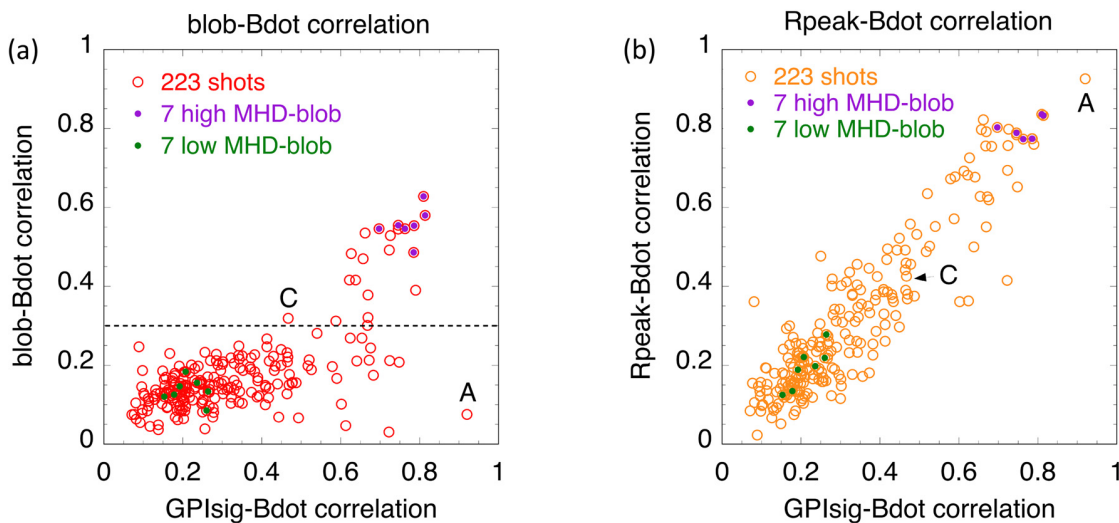 (a)
blob-Bdot correlation
1
0.8
0.6
0.4
0.2
0
blob-Bdot correlation
223 shots
7 high MHD-blob
7 low MHD-blob
C
A
0
0.2
0.4
0.6
0.8
1
GPIsig-Bdot correlation
(b)
Rpeak-Bdot correlation
1
0.8
0.6
0.4
0.2
0
Rpeak-Bdot correlation
223 shots
7 high MHD-blob
7 low MHD-blob
A
C
0
0.2
0.4
0.6
0.8
1
GPIsig-Bdot correlation